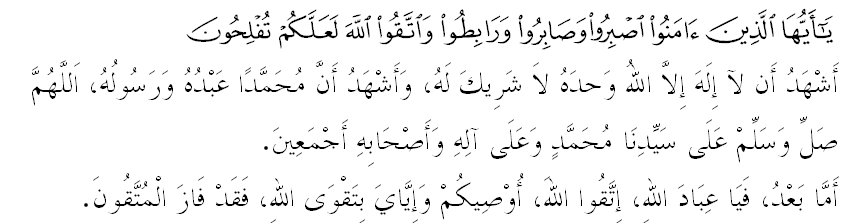 يَـٰٓأَيُّهَا ٱلَّذِينَ ءَامَنُوا۟ ٱصْبِرُوا۟ وَصَابِرُوا۟ وَرَابِطُوا۟ وَٱتَّقُوا۟ ٱللَّهَ لَعَلَّكُمْ تُفْلِحُونَ
أَشْهَدُ أَن لآ إِلَهَ إِلاَّ اللهُ وَحْدَهُ لاَ شَرِيكَ لَهُ، وَأَشْهَدُ أَنَّ مُحَمَّدًا عَبْدُهُ وَرَسُولُهُ، اَللَّهُمَّ
صَلِّ وَسَلِّمْ عَلَى سَيِّدِنَا مُحَمَّدٍ وَعَلَى آلِهِ وَأَصْحَابِهِ أَجْمَعِينَ.
أَمَّا بَعْدُ، فَيَا عِبَادَ اللهِ، إِتَّقُوا اللهَ، أُوْصِيكُمْ وَإِيَّايَ بِتَقْوَى اللهِ، فَقَدْ فَازَ الْمُتَّقُونَ.